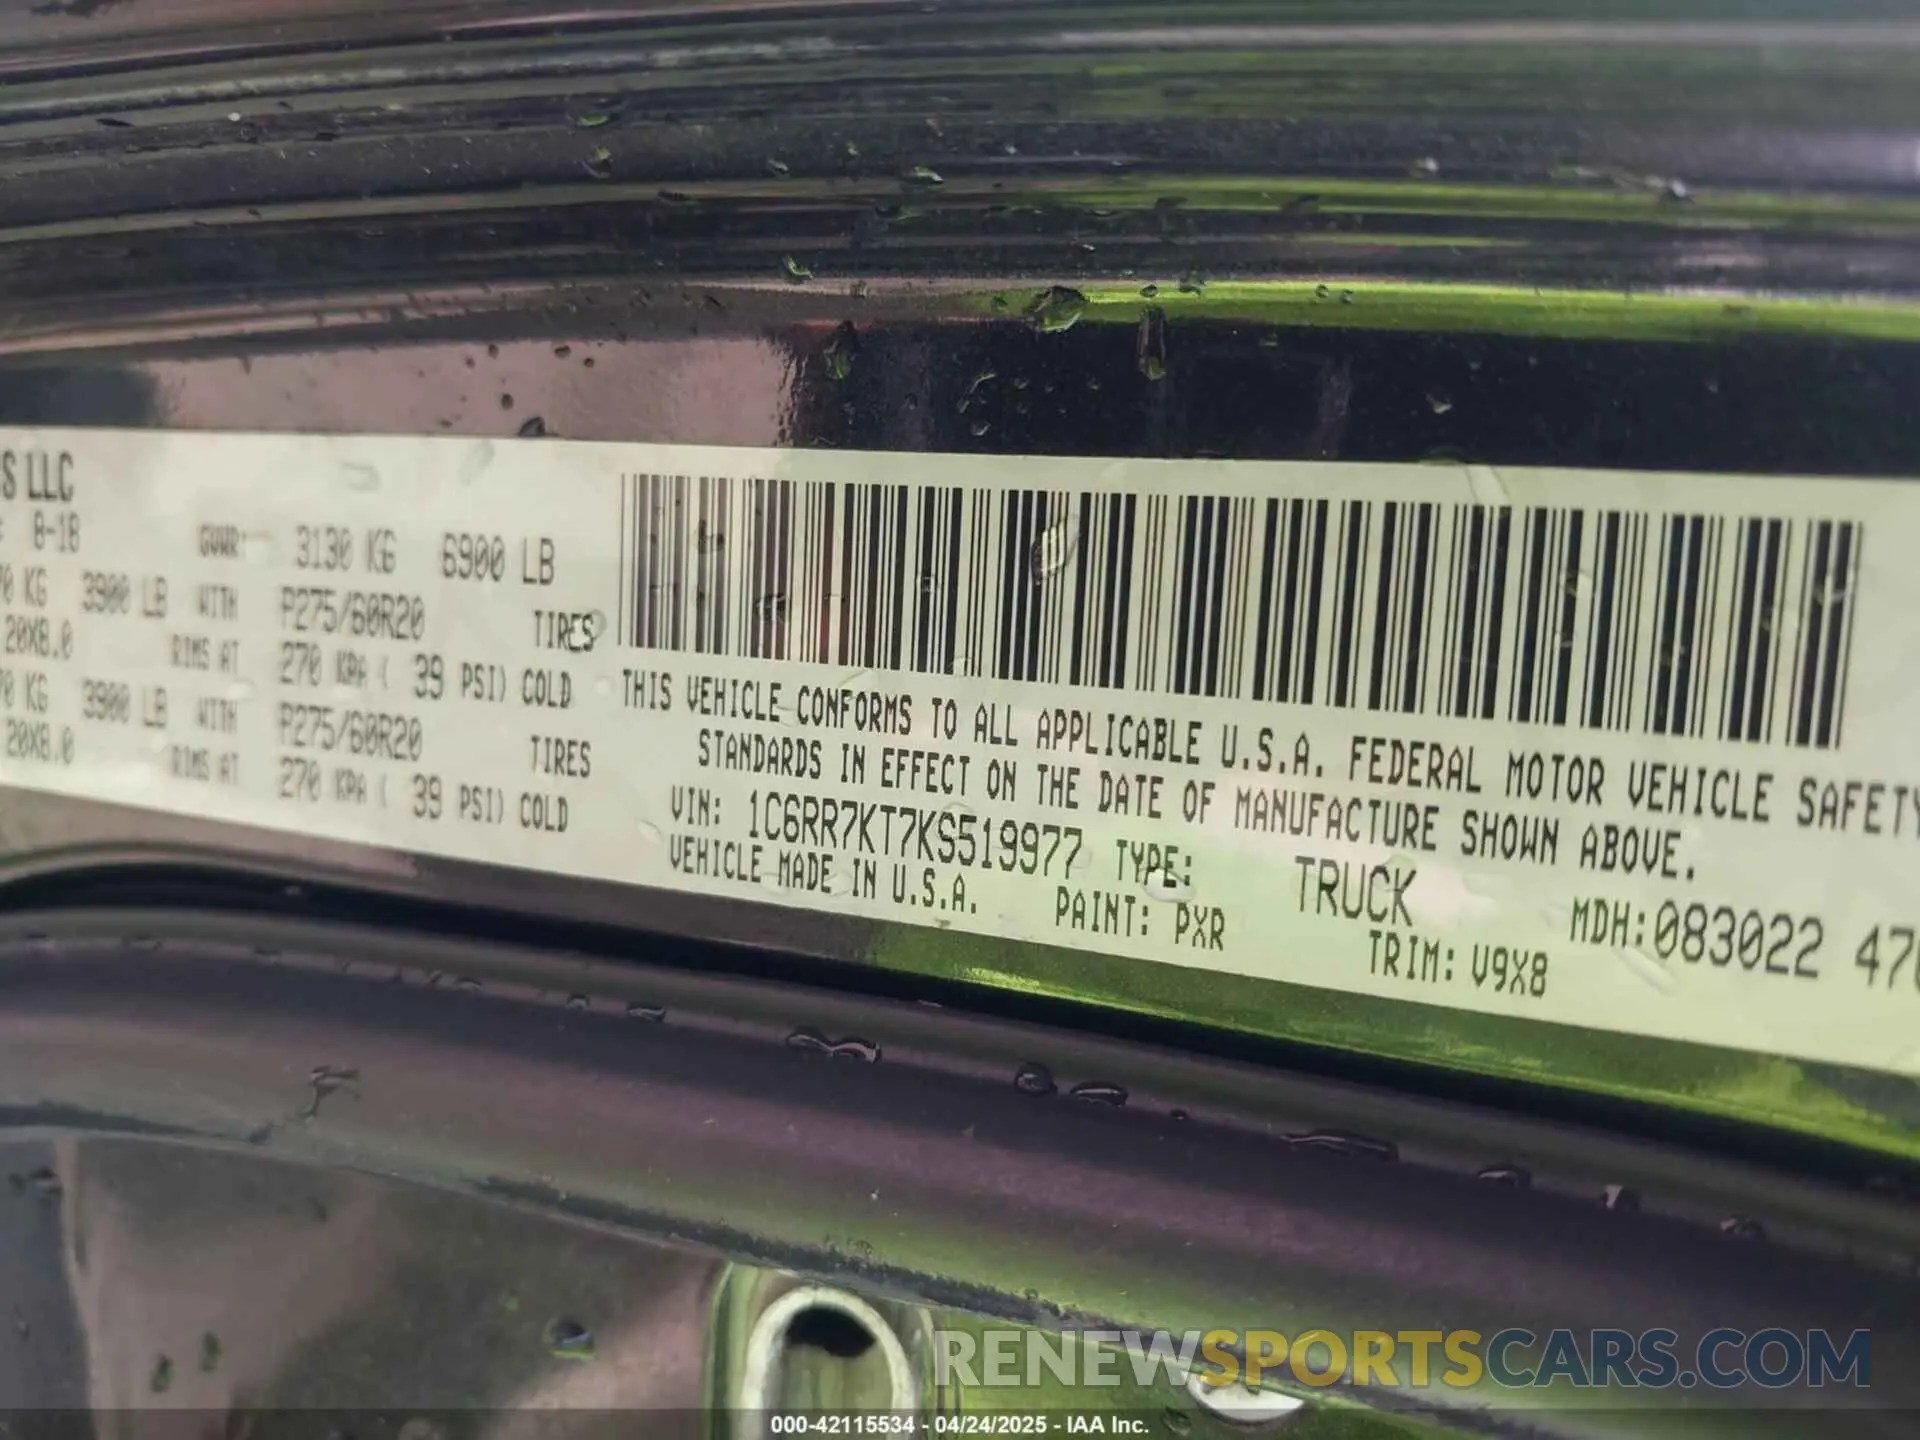 S LLC
8-18
GVWR: 3130 KG 6900 LB
0 KG 3900 LB WITH P275/60R20 TIRES
20X8.0 RIMS AT 270 KPA ( 39 PSI) COLD
0 KG 3900 LB WITH P275/60R20 TIRES
20X8.0 RIMS AT 270 KPA ( 39 PSI) COLD
THIS VEHICLE CONFORMS TO ALL APPLICABLE U.S.A. FEDERAL MOTOR VEHICLE SAFETY
STANDARDS IN EFFECT ON THE DATE OF MANUFACTURE SHOWN ABOVE.
VIN: 1C6RR7KT7KS519977 TYPE: TRUCK MDH:083022 47
VEHICLE MADE IN U.S.A. PAINT: PXR TRIM: V9X8
RENEWSPORTSCARS.COM
000-42115534 - 04/24/2025 - IAA Inc.